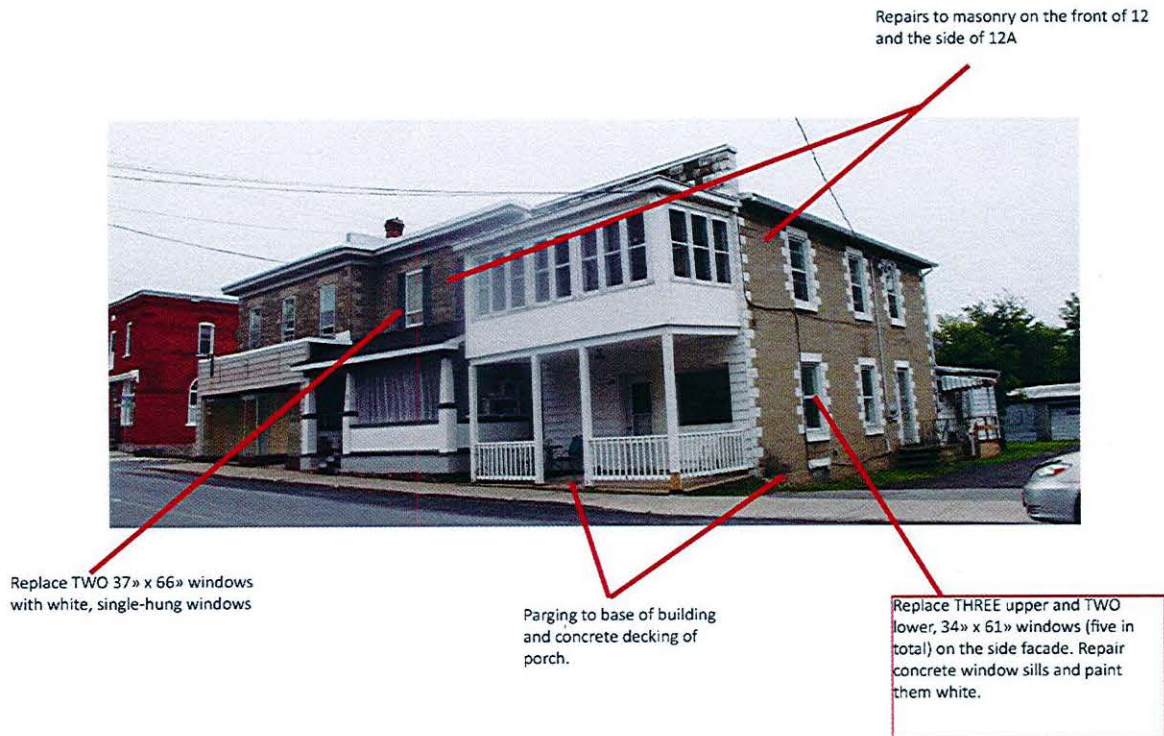 Repairs to masonry on the front of 12
and the side of 12A
Replace TWO 37» x 66» windows
with white, single-hung windows
Parging to base of building
and concrete decking of
porch.
Replace THREE upper and TWO
lower, 34» x 61» windows (five in
total) on the side facade. Repair
concrete window sills and paint
them white.